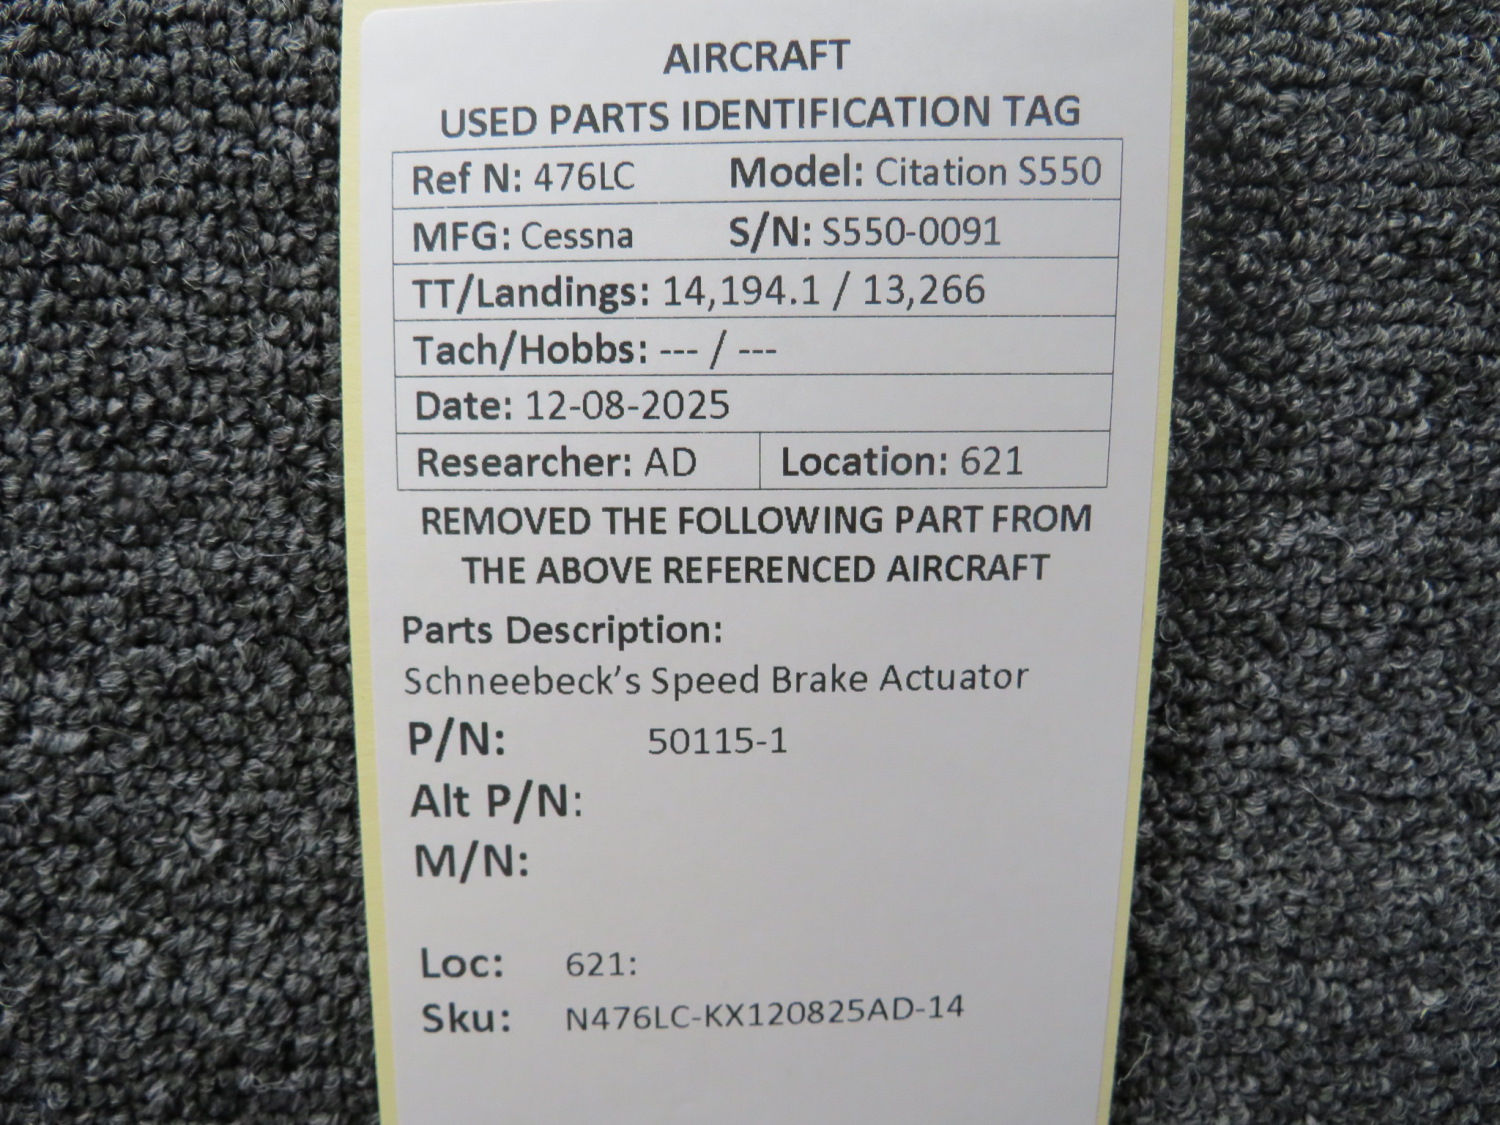 AIRCRAFT
USED PARTS IDENTIFICATION TAG
Ref N: 476LC Model: Citation S550
MFG: Cessna S/N: S550-0091
TT/Landings: 14,194.1 / 13,266
Tach/Hobbs: --- / ---
Date: 12-08-2025
Researcher: AD Location: 621
REMOVED THE FOLLOWING PART FROM
THE ABOVE REFERENCED AIRCRAFT
Parts Description:
Schneebeck’s Speed Brake Actuator
P/N: 50115-1
Alt P/N:
M/N:
Loc: 621:
Sku: N476LC-KX120825AD-14